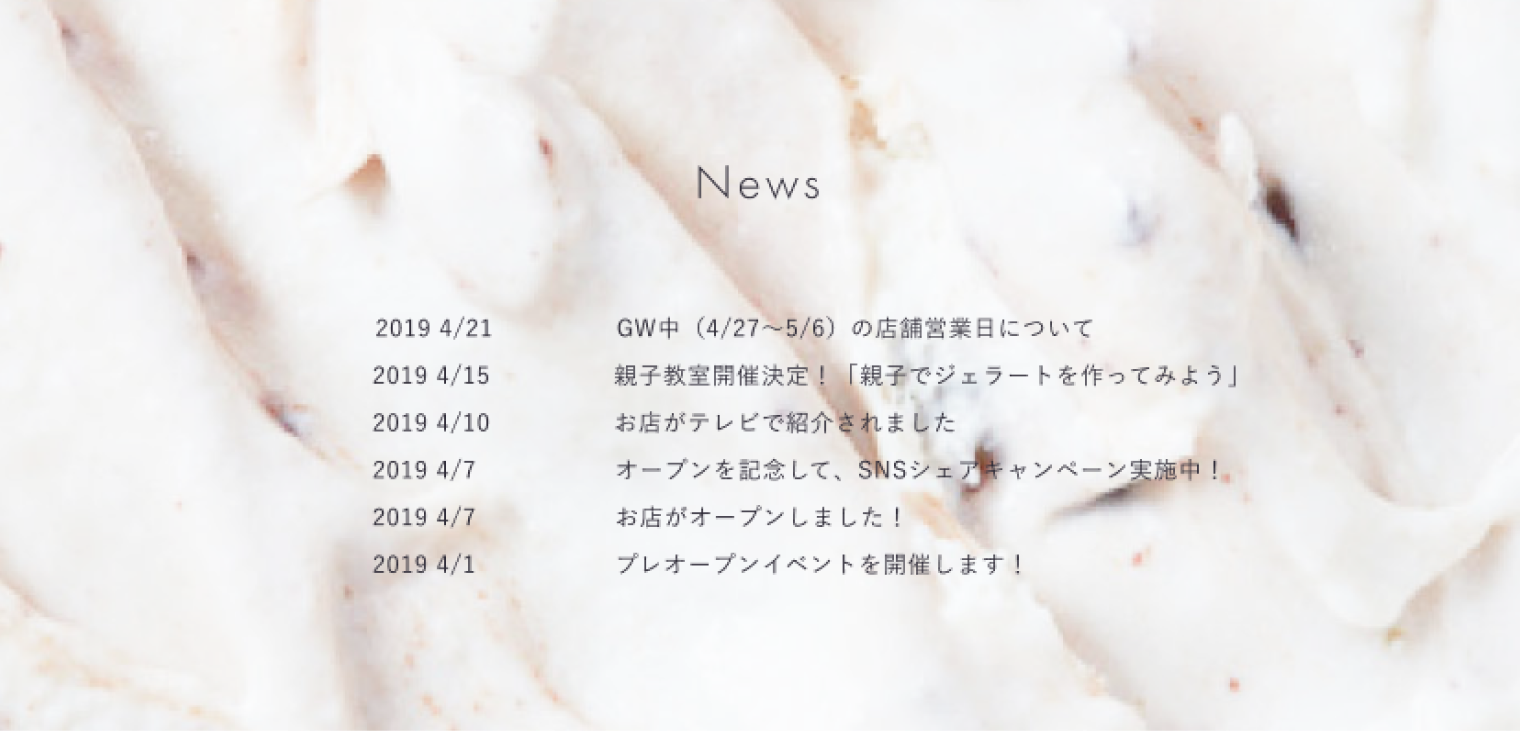 News
2019 4/21 GW中（4/27〜5/6）の店舗営業日について
2019 4/15 親子教室開催決定！「親子でジェラートを作ってみよう」
2019 4/10 お店がテレビで紹介されました
2019 4/7 オープンを記念して、SNSシェアキャンペーン実施中！
2019 4/7 お店がオープンしました！
2019 4/1 プレオープンイベントを開催します！